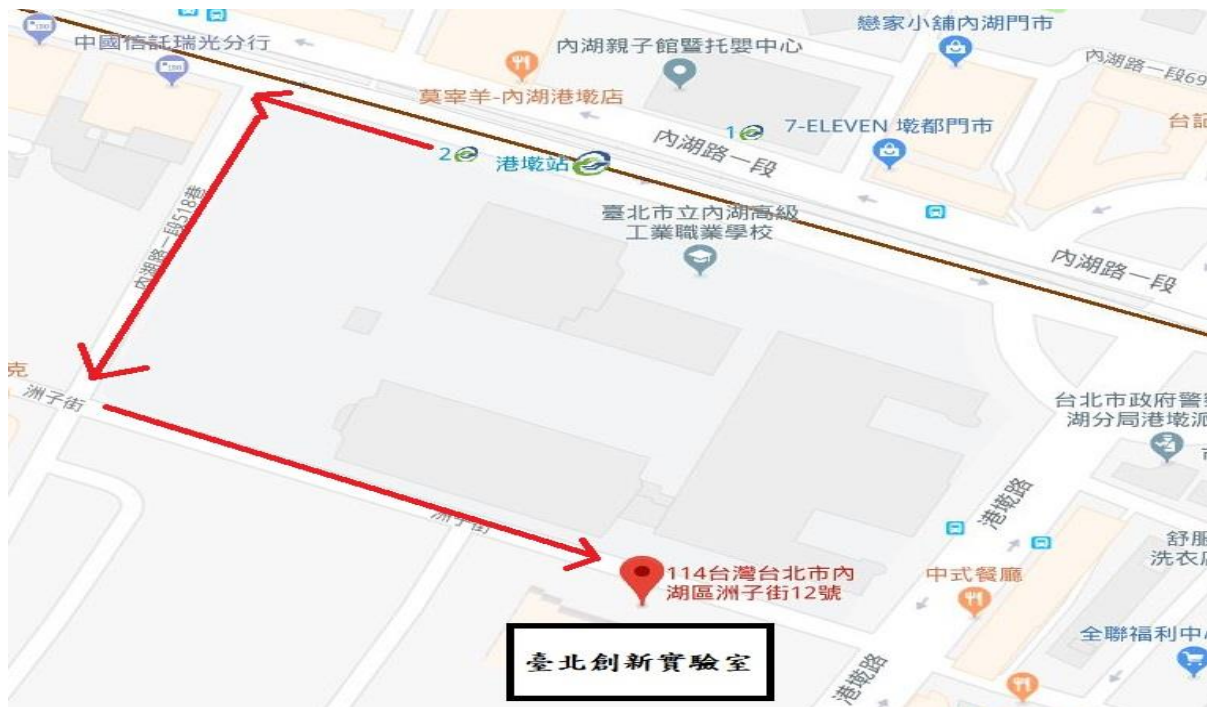 戀家小舖內湖門市
中國信託瑞光分行
內湖親子館暨托嬰中心
內湖路一段69
莫宰羊-內湖港墘店
1
7-ELEVEN 墘都門市
台記
內湖路一段
2
港墘站
內湖路一段518巷
臺北市立內湖高級
工業職業學校
內湖路一段
克
洲子街
台北市政府警
湖分局港墘派
港墘路
洲子街
舒服
洗衣店
114台灣台北市內
湖區洲子街12號
中式餐廳
全聯福利中心
臺北創新實驗室
港墘路